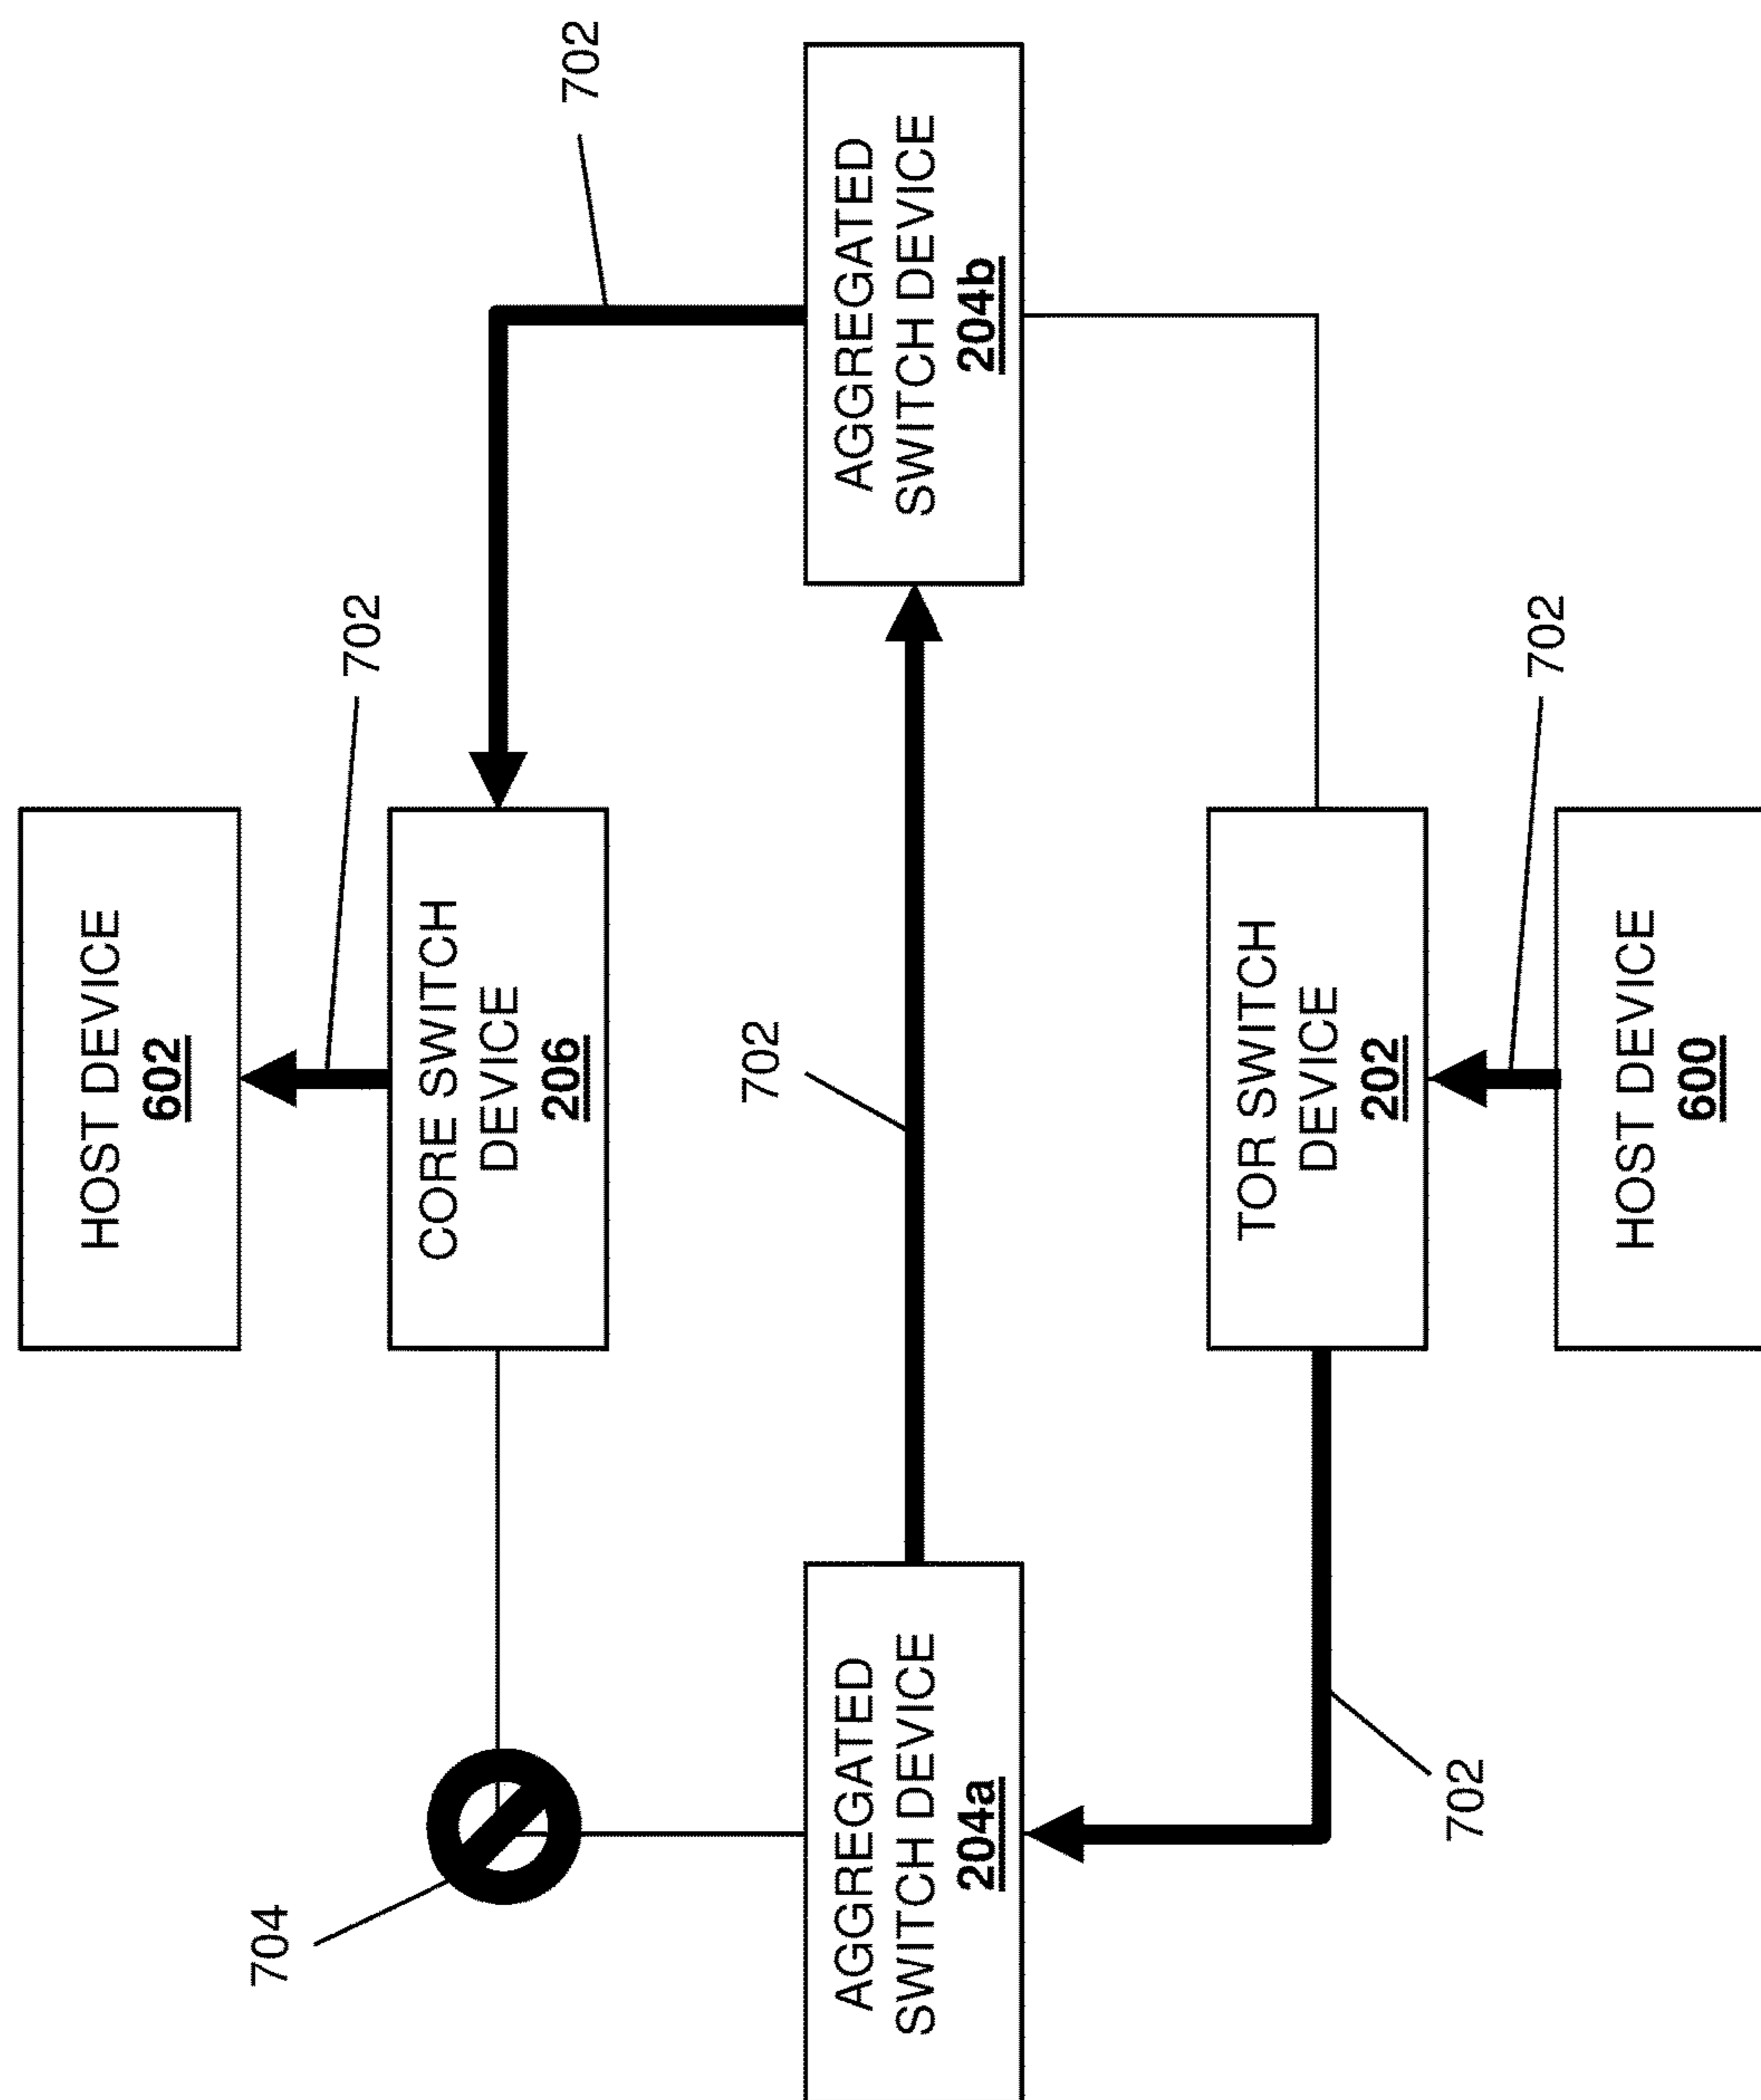 HOST DEVICE
602
704
702
CORE SWITCH
DEVICE
206
702
702
AGGREGATED
SWITCH DEVICE
204a
AGGREGATED
SWITCH DEVICE
204b
TOR SWITCH
DEVICE
202
702
702
HOST DEVICE
600